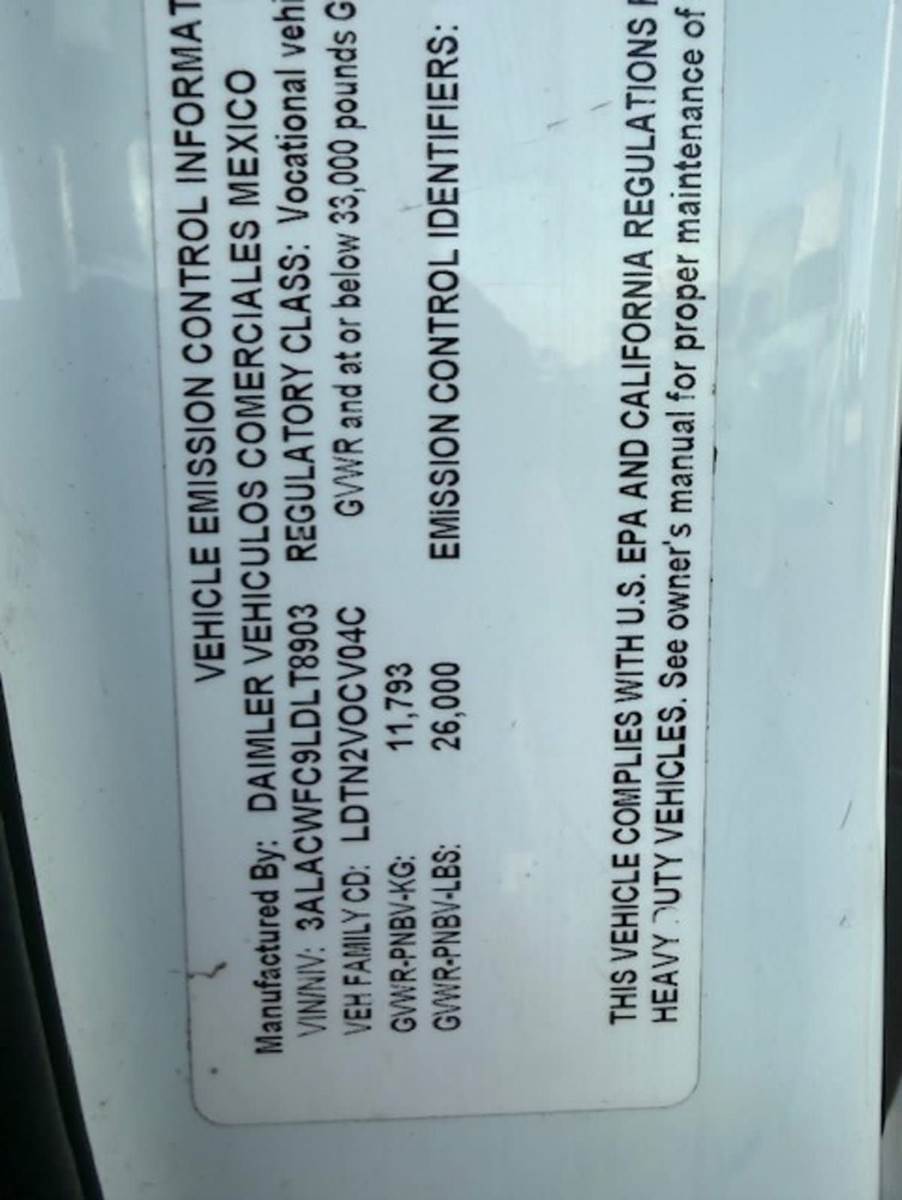 VEHICLE EMISSION CONTROL INFORMAT
Manufactured By: DAIMLER VEHICULOS COMERCIALES MEXICO
VIN/NIV: 3ALACWFC9LDLT8903 REGULATORY CLASS: Vocational vehi
VEH FAMILY CD: LDTN2VOCV04C GVWR and at or below 33,000 pounds G
GVWR-PNBV-KG: 11,793
GVWR-PNBV-LBS: 26,000 EMISSION CONTROL IDENTIFIERS:
THIS VEHICLE COMPLIES WITH U.S. EPA AND CALIFORNIA REGULATIONS F
HEAVY DUTY VEHICLES. See owner's manual for proper maintenance of